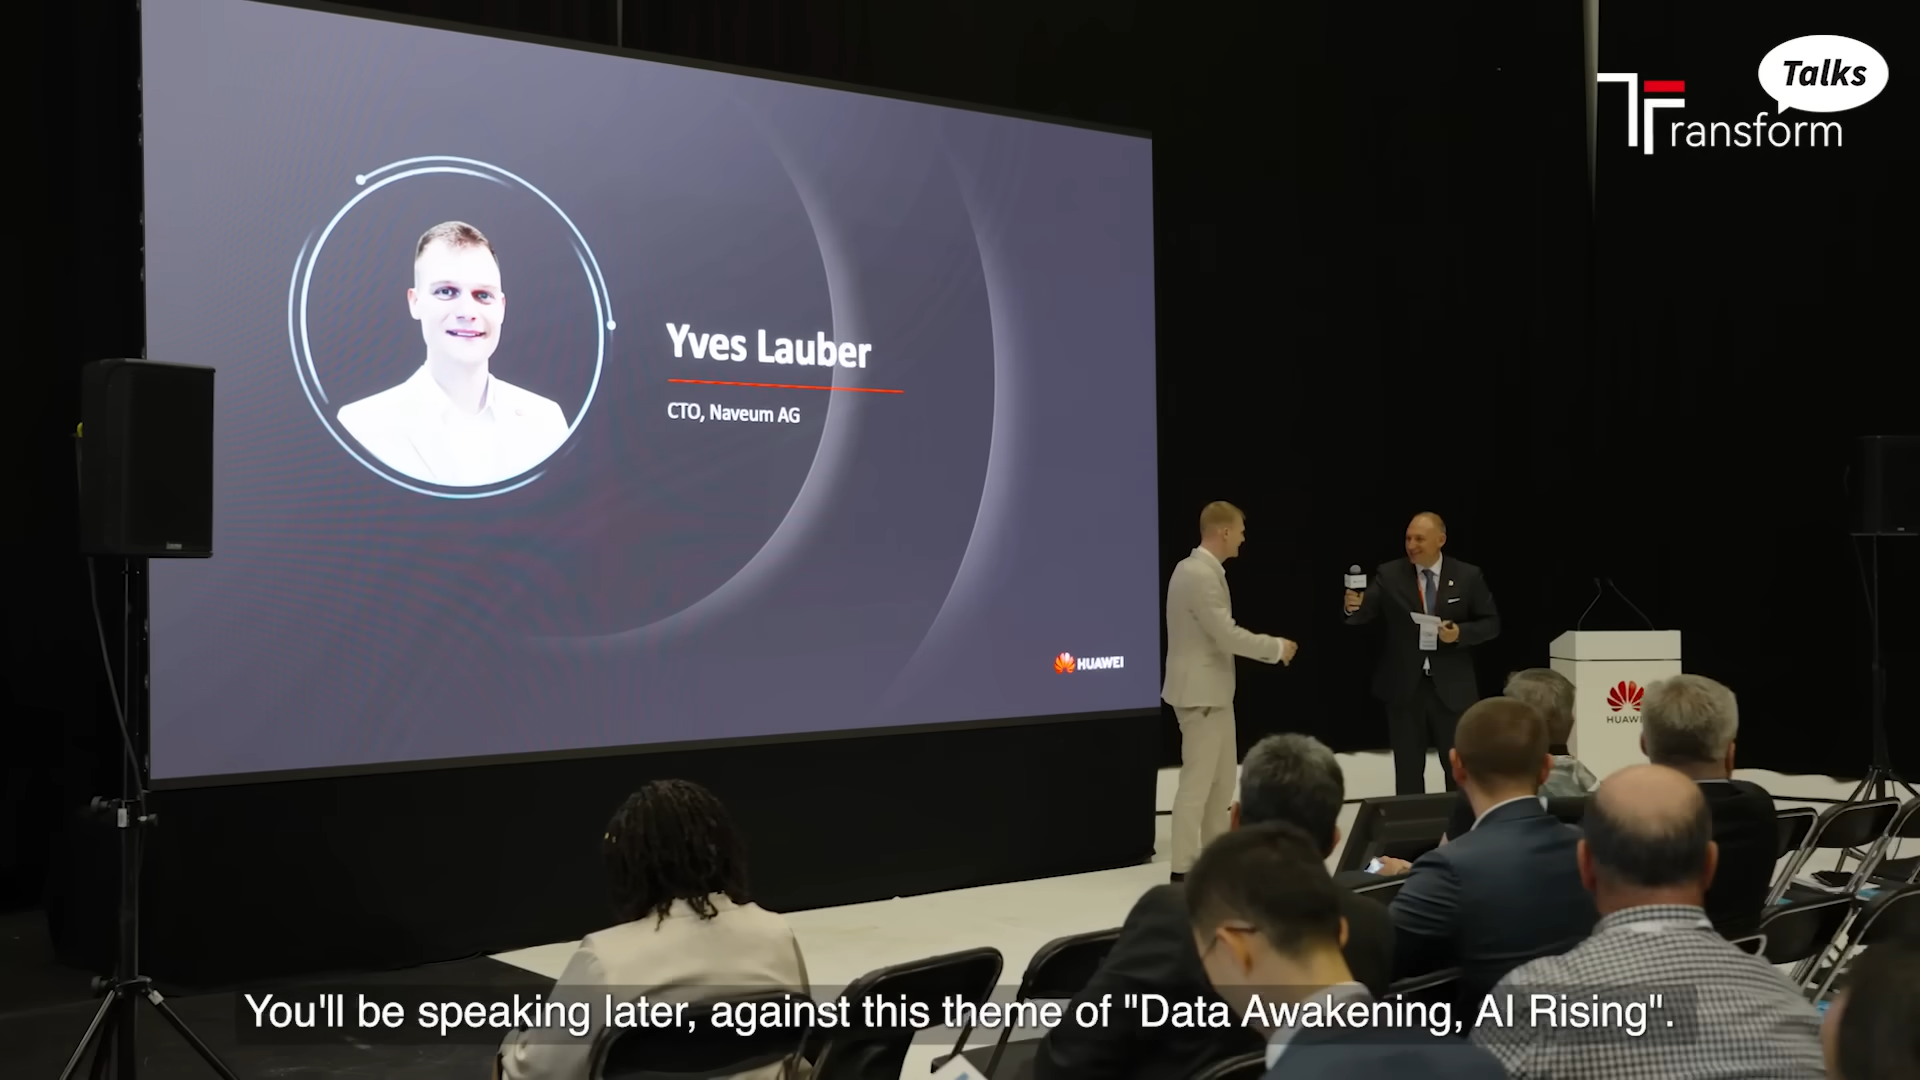 Talks
Transform
Yves Lauber
CTO, Naveum AG
HUAWEI
HUAWEI
You'll be speaking later, against this theme of "Data Awakening, AI Rising".